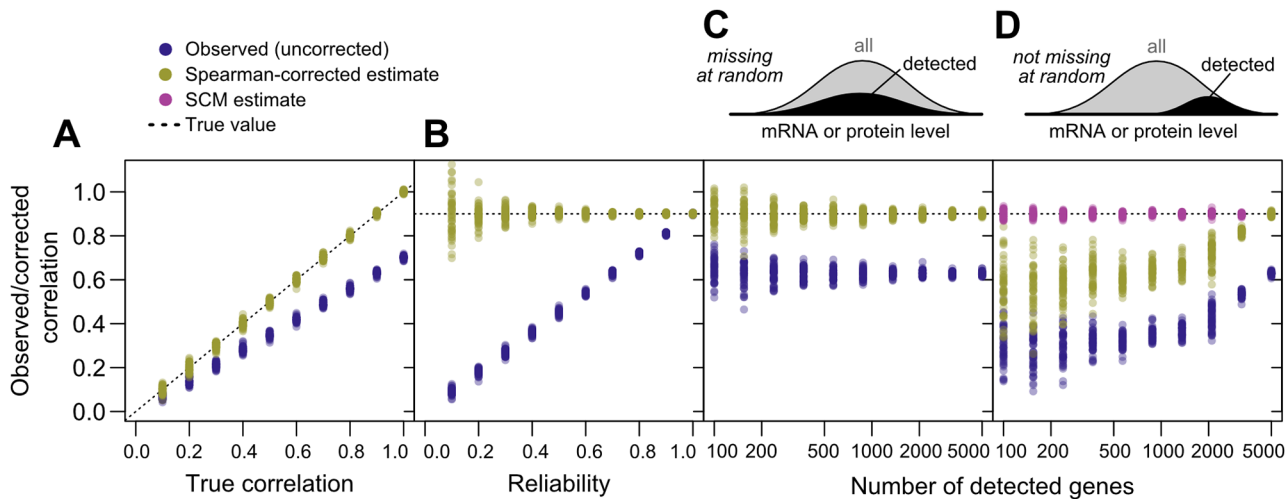 Observed (uncorrected)
Spearman-corrected estimate
SCM estimate
True value
A
B
C
missing
at random
all
detected
mRNA or protein level
D
not missing
at random
all
detected
mRNA or protein level
Observed/corrected
correlation
1.0
0.8
0.6
0.4
0.2
0.0
0.0 0.2 0.4 0.6 0.8 1.0
True correlation
0.0 0.2 0.4 0.6 0.8 1.0
Reliability
100 200 500 1000 2000 5000
100 200 500 1000 2000 5000
Number of detected genes